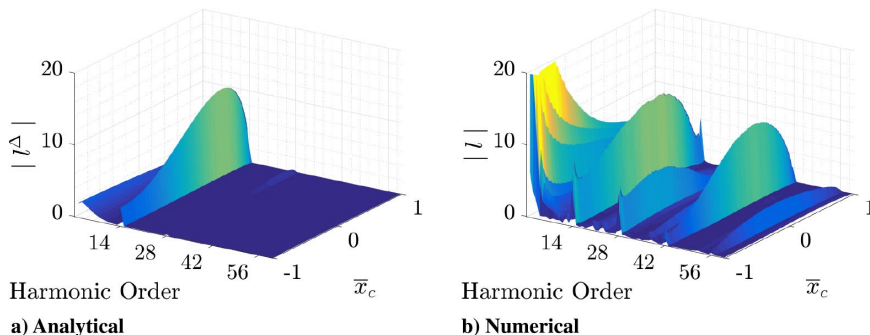 20
10
0
| l^Δ |
14
28
42
56
-1
0
1
Harmonic Order
x̅_c
a) Analytical
20
10
0
| l |
14
28
42
56
-1
0
1
Harmonic Order
x̅_c
b) Numerical